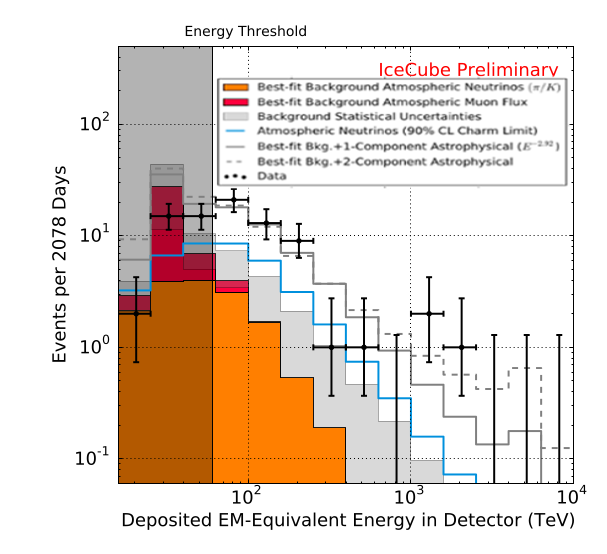 Energy Threshold
IceCube Preliminary
Best-fit Background Atmospheric Neutrinos (π/K)
Best-fit Background Atmospheric Muon Flux
Background Statistical Uncertainties
Atmospheric Neutrinos (90% CL Charm Limit)
Best-fit Bkg.+1-Component Astrophysical (E^-2.92)
Best-fit Bkg.+2-Component Astrophysical
Data
Events per 2078 Days
10^2
10^1
10^0
10^-1
10^2 10^3 10^4
Deposited EM-Equivalent Energy in Detector (TeV)